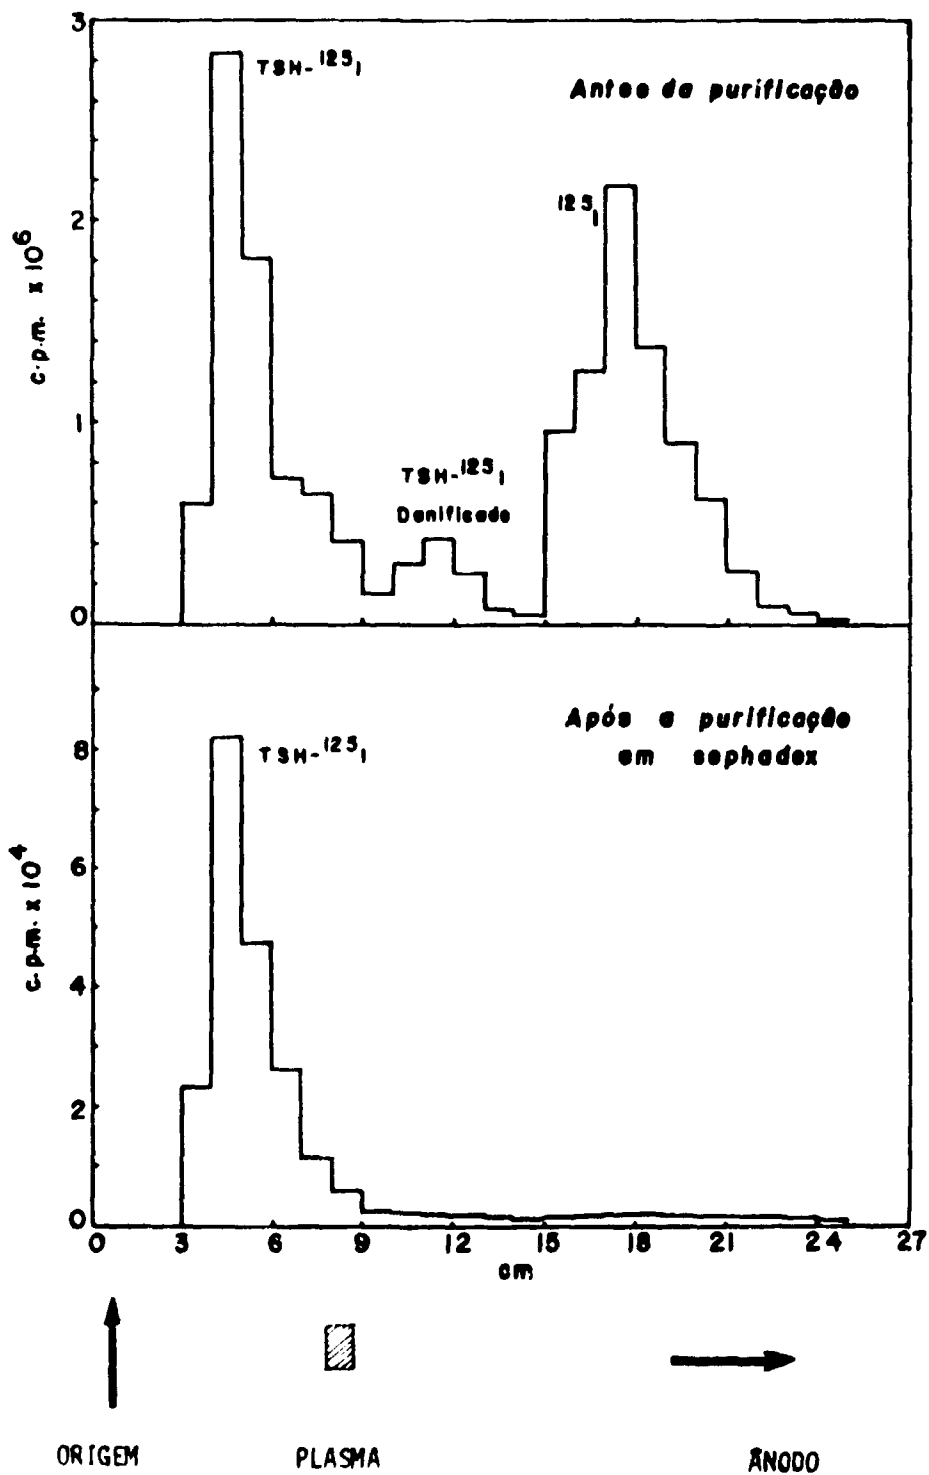 3
TSH-¹²⁵I
Antes da purificação
2
¹²⁵I
c.p.m. x 10⁶
1
TSH-¹²⁵I
Danificado
0
Após a purificação
em sephadex
8
TSH-¹²⁵I
6
c.p.m. x 10⁴
4
2
0
0 3 6 9 12 15 18 21 24 27
cm
ORIGEM PLASMA ÂNODO